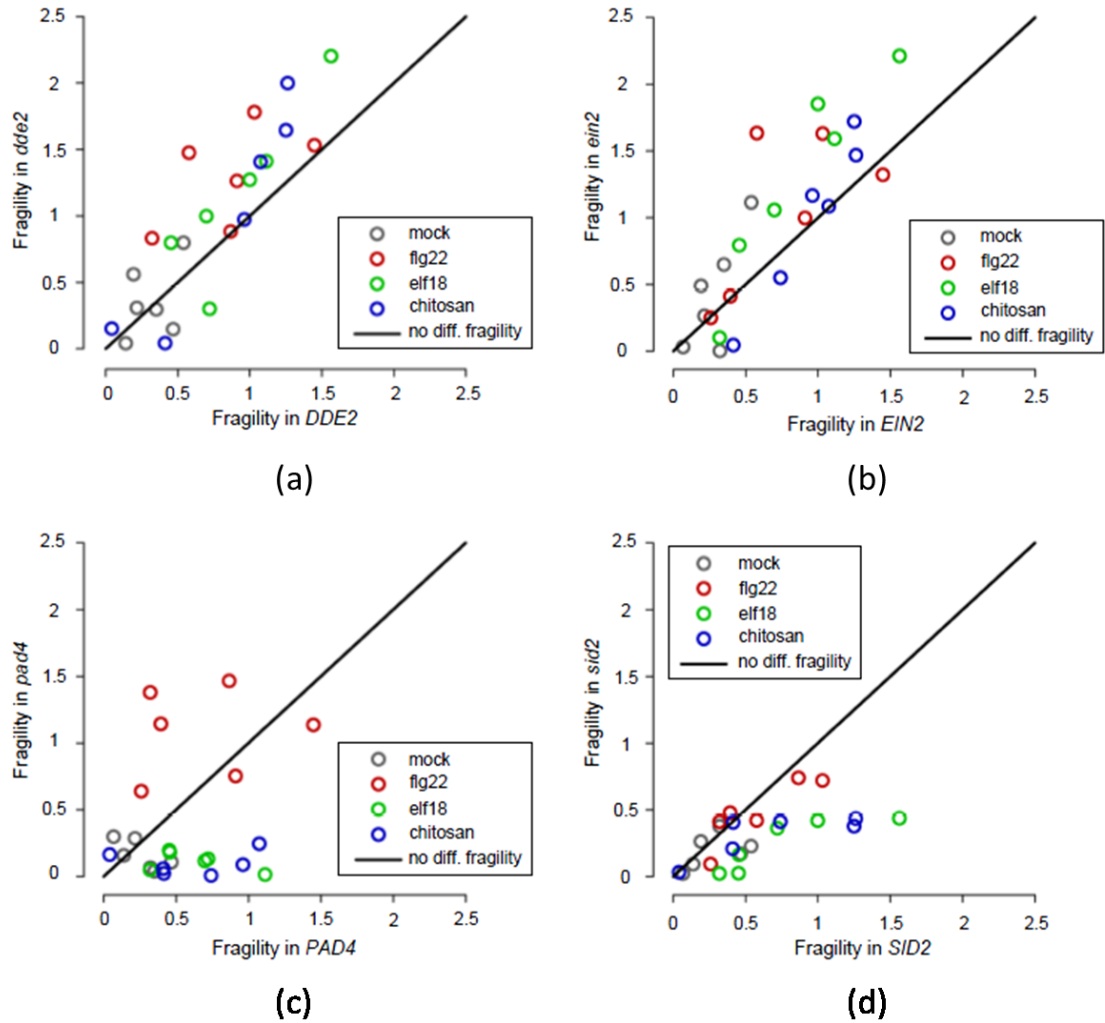 2.5
2
1.5
1
0.5
0
Fragility in dde2
mock
flg22
elf18
chitosan
no diff. fragility
0 0.5 1 1.5 2 2.5
Fragility in DDE2
(a)
2.5
2
1.5
1
0.5
0
Fragility in ein2
mock
flg22
elf18
chitosan
no diff. fragility
0 0.5 1 1.5 2 2.5
Fragility in EIN2
(b)
2.5
2
1.5
1
0.5
0
Fragility in pad4
mock
flg22
elf18
chitosan
no diff. fragility
0 0.5 1 1.5 2 2.5
Fragility in PAD4
(c)
2.5
2
1.5
1
0.5
0
Fragility in sid2
mock
flg22
elf18
chitosan
no diff. fragility
0 0.5 1 1.5 2 2.5
Fragility in SID2
(d)